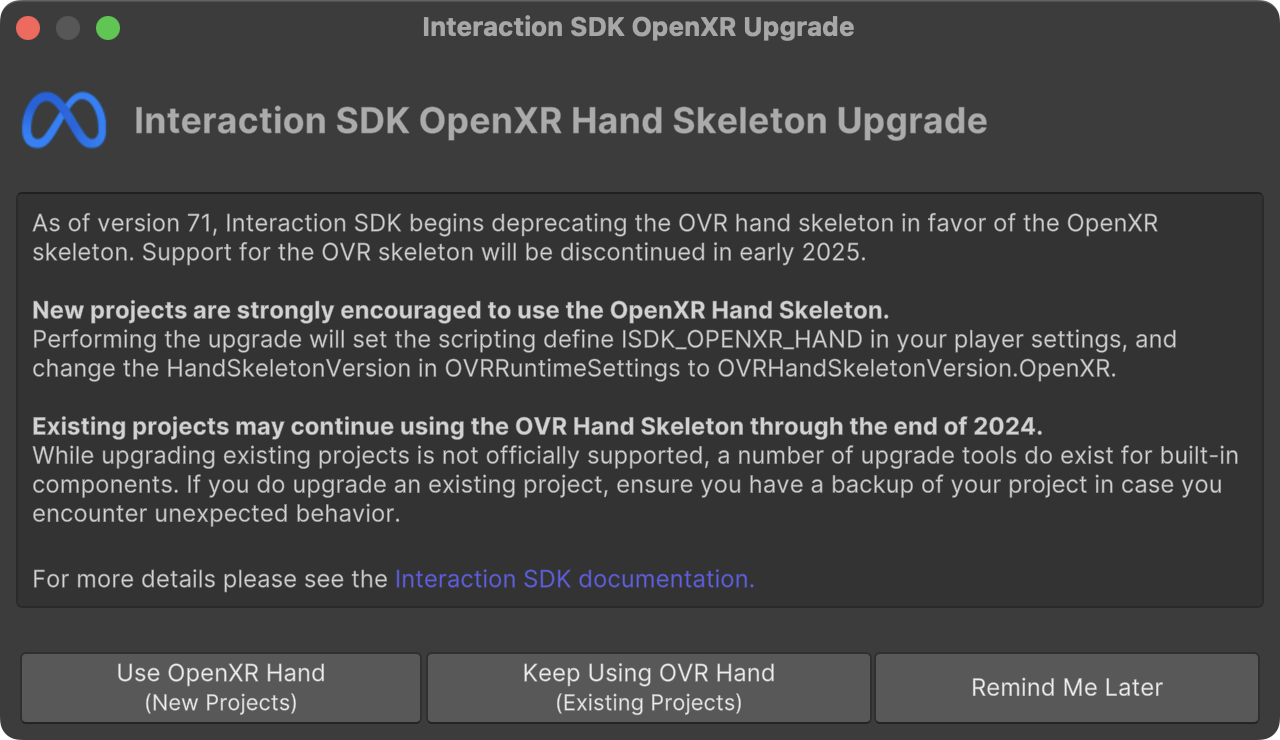 Interaction SDK OpenXR Upgrade
Interaction SDK OpenXR Hand Skeleton Upgrade
As of version 71, Interaction SDK begins deprecating the OVR hand skeleton in favor of the OpenXR
skeleton. Support for the OVR skeleton will be discontinued in early 2025.
New projects are strongly encouraged to use the OpenXR Hand Skeleton.
Performing the upgrade will set the scripting define ISDK_OPENXR_HAND in your player settings, and
change the HandSkeletonVersion in OVRRuntimeSettings to OVRHandSkeletonVersion.OpenXR.
Existing projects may continue using the OVR Hand Skeleton through the end of 2024.
While upgrading existing projects is not officially supported, a number of upgrade tools do exist for built-in
components. If you do upgrade an existing project, ensure you have a backup of your project in case you
encounter unexpected behavior.
For more details please see the Interaction SDK documentation.
Use OpenXR Hand
(New Projects)
Keep Using OVR Hand
(Existing Projects)
Remind Me Later